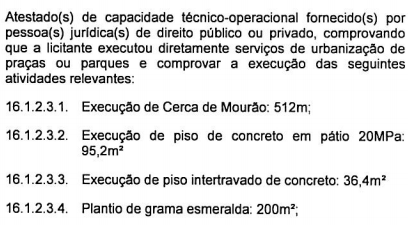 Atestado(s) de capacidade técnico-operacional fornecido(s) por
pessoa(s) jurídica(s) de direito público ou privado, comprovando
que a licitante executou diretamente serviços de urbanização de
praças ou parques e comprovar a execução das seguintes
atividades relevantes:
16.1.2.3.1. Execução de Cerca de Mourão: 512m;
16.1.2.3.2. Execução de piso de concreto em pátio 20MPa:
95,2m²
16.1.2.3.3. Execução de piso intertravado de concreto: 36,4m²
16.1.2.3.4. Plantio de grama esmeralda: 200m²;